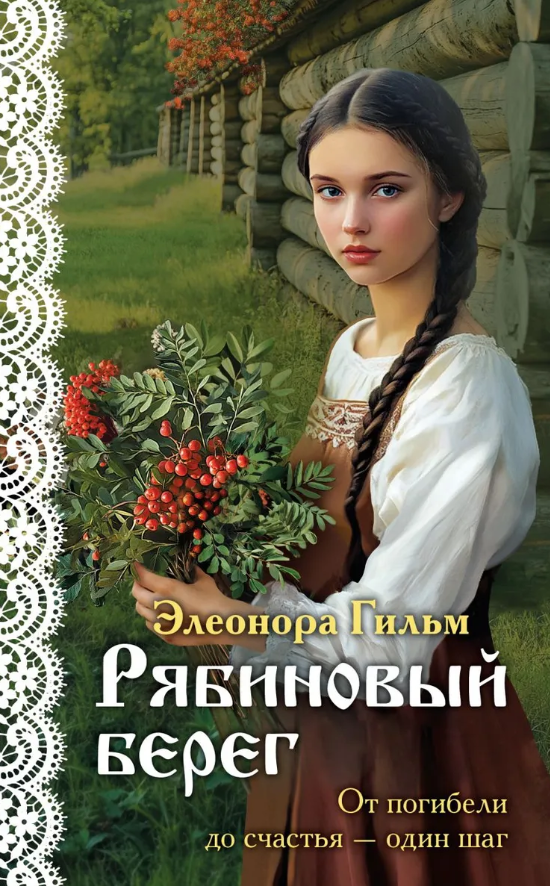 Элеонора Гильм
Рябиновый
берег
От погибели
до счастья — один шаг